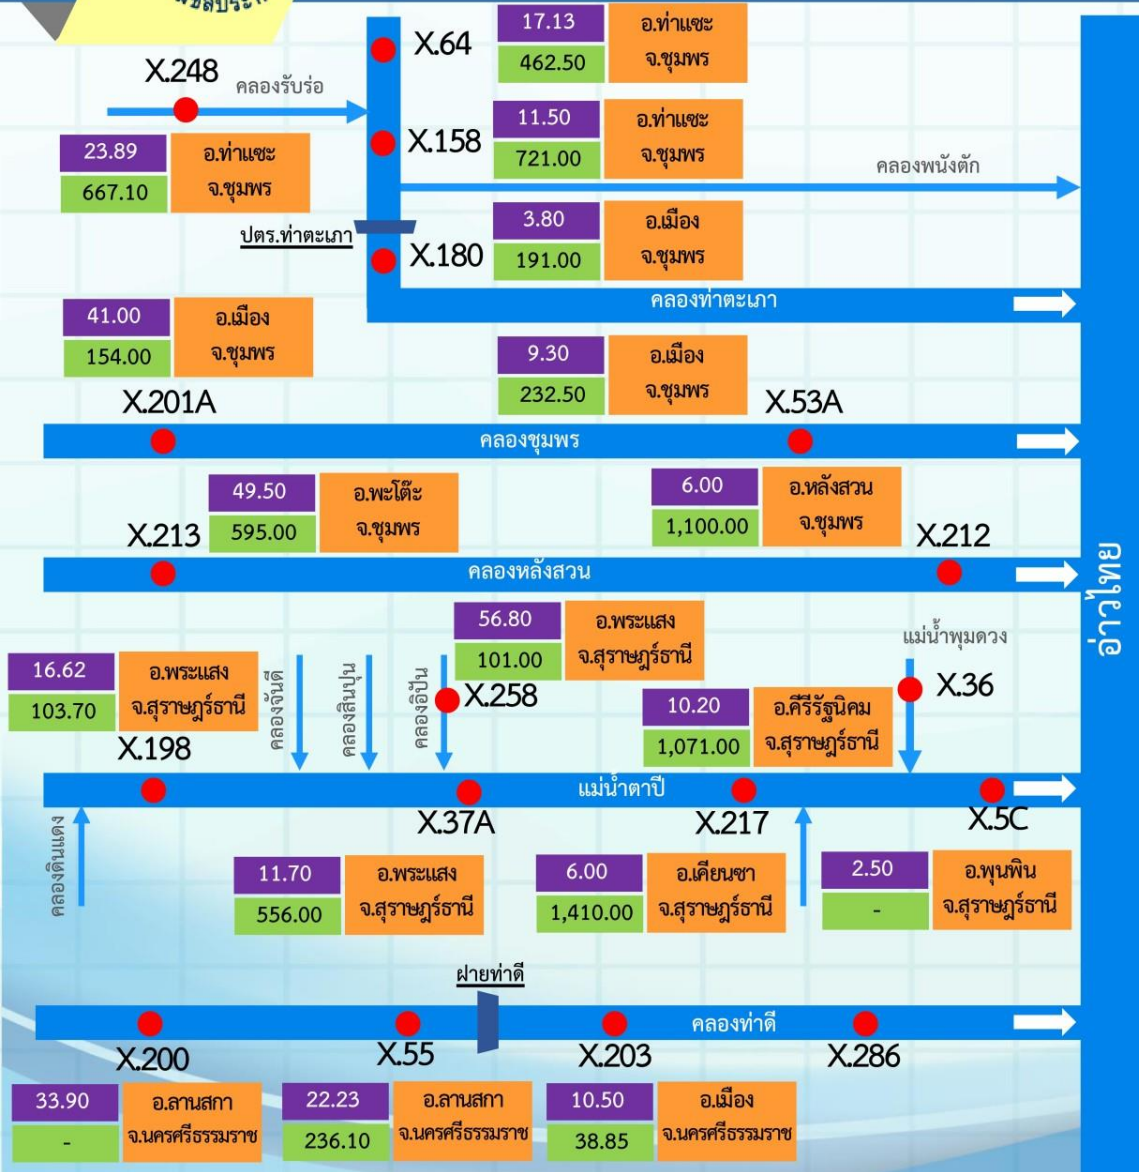 X.64
17.13
462.50
อ.ท่าแซะ
จ.ชุมพร
X.248
คลองรับร่อ
23.89
667.10
อ.ท่าแซะ
จ.ชุมพร
X.158
11.50
721.00
อ.ท่าแซะ
จ.ชุมพร
คลองพนังตัก
ปตร.ท่าตะเภา
X.180
3.80
191.00
อ.เมือง
จ.ชุมพร
คลองท่าตะเภา
41.00
154.00
อ.เมือง
จ.ชุมพร
X.201A
9.30
232.50
อ.เมือง
จ.ชุมพร
X.53A
คลองชุมพร
X.213
49.50
595.00
อ.พะโต๊ะ
จ.ชุมพร
6.00
1,100.00
อ.หลังสวน
จ.ชุมพร
X.212
คลองหลังสวน
อ่าวไทย
16.62
103.70
อ.พระแสง
จ.สุราษฎร์ธานี
X.198
คลองจันดี
คลองสินปุน
คลองอิปัน
56.80
101.00
อ.พระแสง
จ.สุราษฎร์ธานี
X.258
10.20
1,071.00
อ.คีรีรัฐนิคม
จ.สุราษฎร์ธานี
แม่น้ำพุมดวง
X.36
แม่น้ำตาปี
คลองดินแดง
X.37A
X.217
X.5C
11.70
556.00
อ.พระแสง
จ.สุราษฎร์ธานี
6.00
1,410.00
อ.เคียนซา
จ.สุราษฎร์ธานี
2.50
-
อ.พุนพิน
จ.สุราษฎร์ธานี
ฝายท่าดี
คลองท่าดี
X.200
X.55
X.203
X.286
33.90
-
อ.ลานสกา
จ.นครศรีธรรมราช
22.23
236.10
อ.ลานสกา
จ.นครศรีธรรมราช
10.50
38.85
อ.เมือง
จ.นครศรีธรรมราช